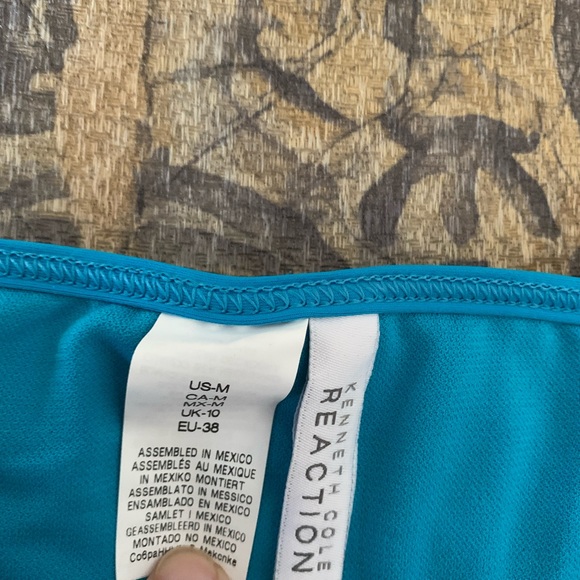 US-M
CA-M
MX-M
UK-10
EU-38
ASSEMBLED IN MEXICO
ASSEMBLÉS AU MEXIQUE
IN MEXIKO MONTIERT
ASSEMBLATO IN MESSICO
ENSAMBLADO EN MEXICO
SAMLET I MEXICO
GEASSEMBLEERD IN MEXICO
MONTADO NO MEXICO
KENNETH COLE
REACTION